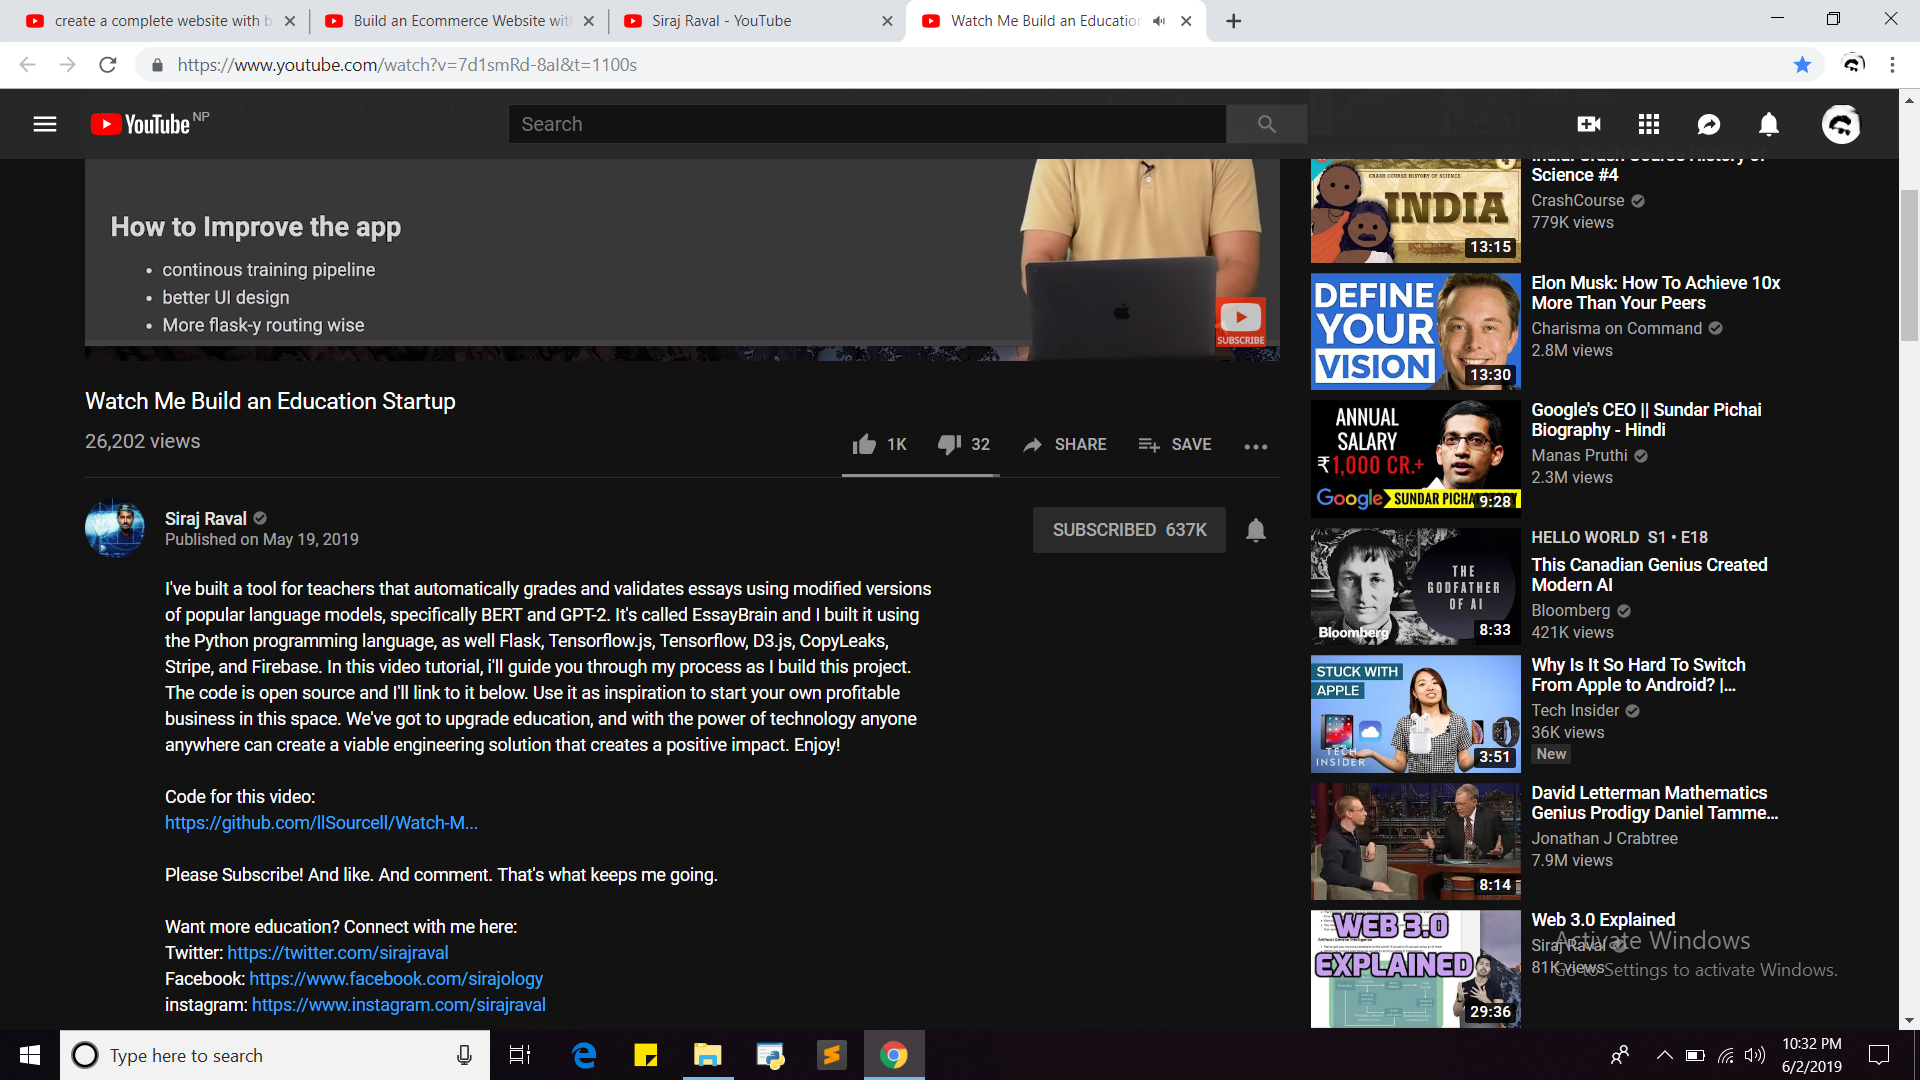 create a complete website with b
Build an Ecommerce Website wit
Siraj Raval - YouTube
Watch Me Build an Education
https://www.youtube.com/watch?v=7d1smRd-8aI&t=1100s
YouTube NP
Search
How to Improve the app
• continous training pipeline
• better UI design
• More flask-y routing wise
SUBSCRIBE
Watch Me Build an Education Startup
26,202 views
1K
32
SHARE
SAVE
Siraj Raval
Published on May 19, 2019
SUBSCRIBED 637K
I've built a tool for teachers that automatically grades and validates essays using modified versions
of popular language models, specifically BERT and GPT-2. It's called EssayBrain and I built it using
the Python programming language, as well Flask, Tensorflow.js, Tensorflow, D3.js, CopyLeaks,
Stripe, and Firebase. In this video tutorial, i'll guide you through my process as I build this project.
The code is open source and I'll link to it below. Use it as inspiration to start your own profitable
business in this space. We've got to upgrade education, and with the power of technology anyone
anywhere can create a viable engineering solution that creates a positive impact. Enjoy!
Code for this video:
https://github.com/llSourcell/Watch-M...
Please Subscribe! And like. And comment. That's what keeps me going.
Want more education? Connect with me here:
Twitter: https://twitter.com/sirajraval
Facebook: https://www.facebook.com/sirajology
instagram: https://www.instagram.com/sirajraval
CRASH COURSE HISTORY OF SCIENCE
INDIA
13:15
India: Crash Course History of
Science #4
CrashCourse
779K views
DEFINE
YOUR
VISION
13:30
Elon Musk: How To Achieve 10x
More Than Your Peers
Charisma on Command
2.8M views
ANNUAL
SALARY
₹1,000 CR.+
Google SUNDAR PICHA
9:28
Google's CEO || Sundar Pichai
Biography - Hindi
Manas Pruthi
2.3M views
THE
GODFATHER
OF AI
Bloomberg
8:33
HELLO WORLD S1 • E18
This Canadian Genius Created
Modern AI
Bloomberg
421K views
STUCK WITH
APPLE
TECH
INSIDER
3:51
Why Is It So Hard To Switch
From Apple to Android? |...
Tech Insider
36K views
New
8:14
David Letterman Mathematics
Genius Prodigy Daniel Tamme...
Jonathan J Crabtree
7.9M views
WEB 3.0
EXPLAINED
29:36
Web 3.0 Explained
Siraj Raval
81K views
Activate Windows
Go to Settings to activate Windows.
Type here to search
10:32 PM
6/2/2019